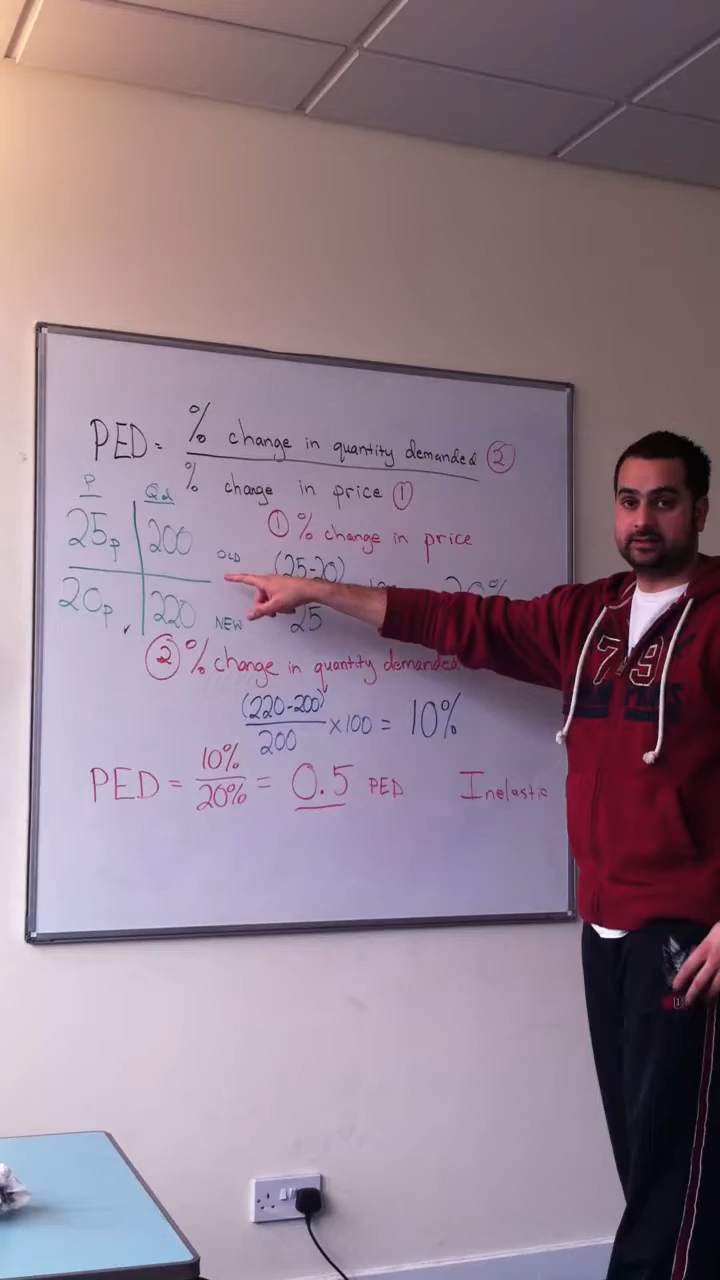 PED = % change in quantity demanded ②
% change in price ①
P Qd
25p 200 OLD
20p 220 NEW
① % change in price
(25-20)
25
20%
② % change in quantity demanded
(220-200)
200
×100 = 10%
PED = 10% = 0.5 PED Inelastic
20%
79